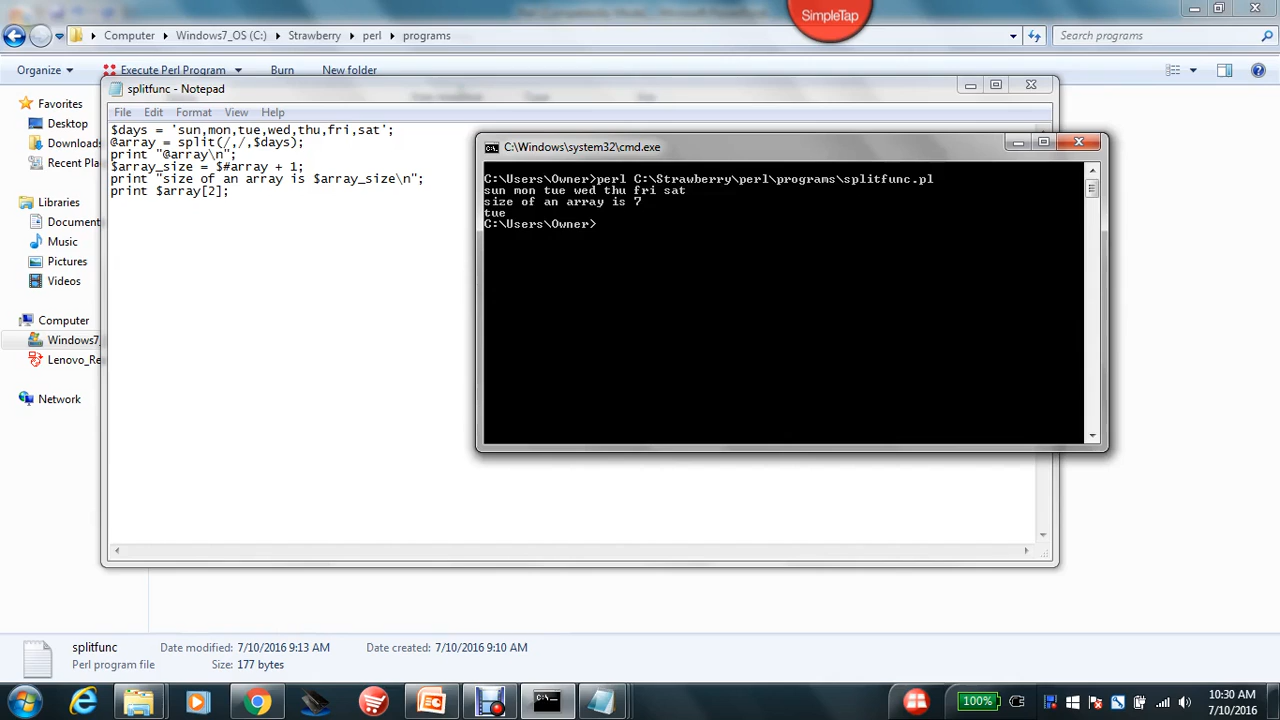 SimpleTap
Computer Windows7_OS (C:) Strawberry perl programs
Search programs
Organize Execute Perl Program Burn New folder
splitfunc - Notepad
File Edit Format View Help
$days = 'sun,mon,tue,wed,thu,fri,sat';
@array = split(/,/,$days);
print "@array\n";
$array_size = $#array + 1;
print "size of an array is $array_size\n";
print $array[2];
C:\Windows\system32\cmd.exe
C:\Users\Owner>perl C:\Strawberry\perl\programs\splitfunc.pl
sun mon tue wed thu fri sat
size of an array is 7
tue
C:\Users\Owner>
Favorites
Desktop
Downloads
Recent Pla
Libraries
Document
Music
Pictures
Videos
Computer
Windows7_
Lenovo_Re
Network
splitfunc Date modified: 7/10/2016 9:13 AM Date created: 7/10/2016 9:10 AM
Perl program file Size: 177 bytes
100%
10:30 AM
7/10/2016